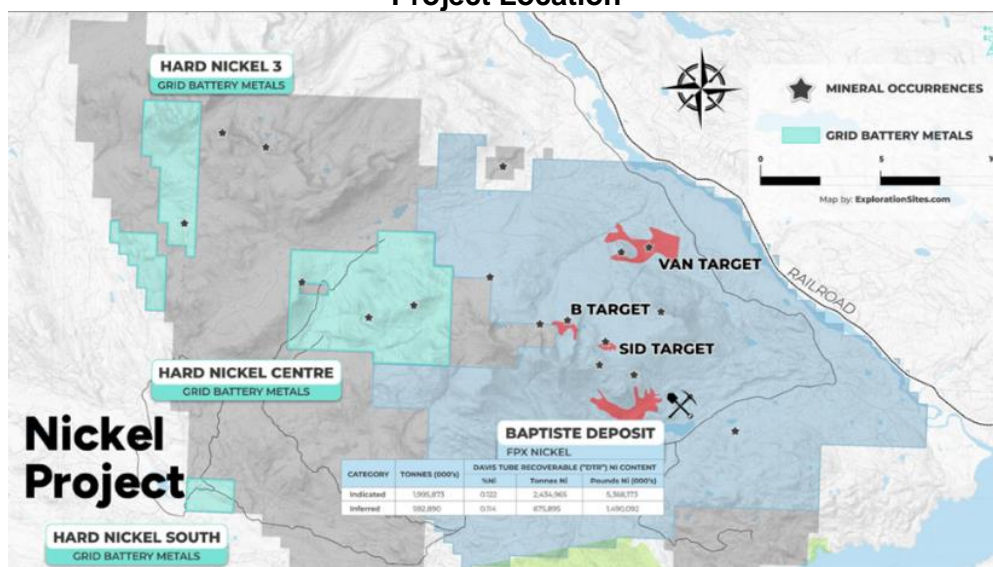 Project Location
HARD NICKEL 3
GRID BATTERY METALS
MINERAL OCCURRENCES
GRID BATTERY METALS
0 5
Map by: ExplorationSites.com
RAILROAD
VAN TARGET
B TARGET
SID TARGET
HARD NICKEL CENTRE
GRID BATTERY METALS
Nickel
Project
BAPTISTE DEPOSIT
FPX NICKEL
CATEGORY TONNES (000's) DAVIS TUBE RECOVERABLE ("DTR") NI CONTENT
%Ni Tonnes Ni Pounds Ni (000's)
Indicated 1,995,873 0.122 2,434,965 5,368,173
Inferred 592,890 0.114 675,895 1,490,092
HARD NICKEL SOUTH
GRID BATTERY METALS